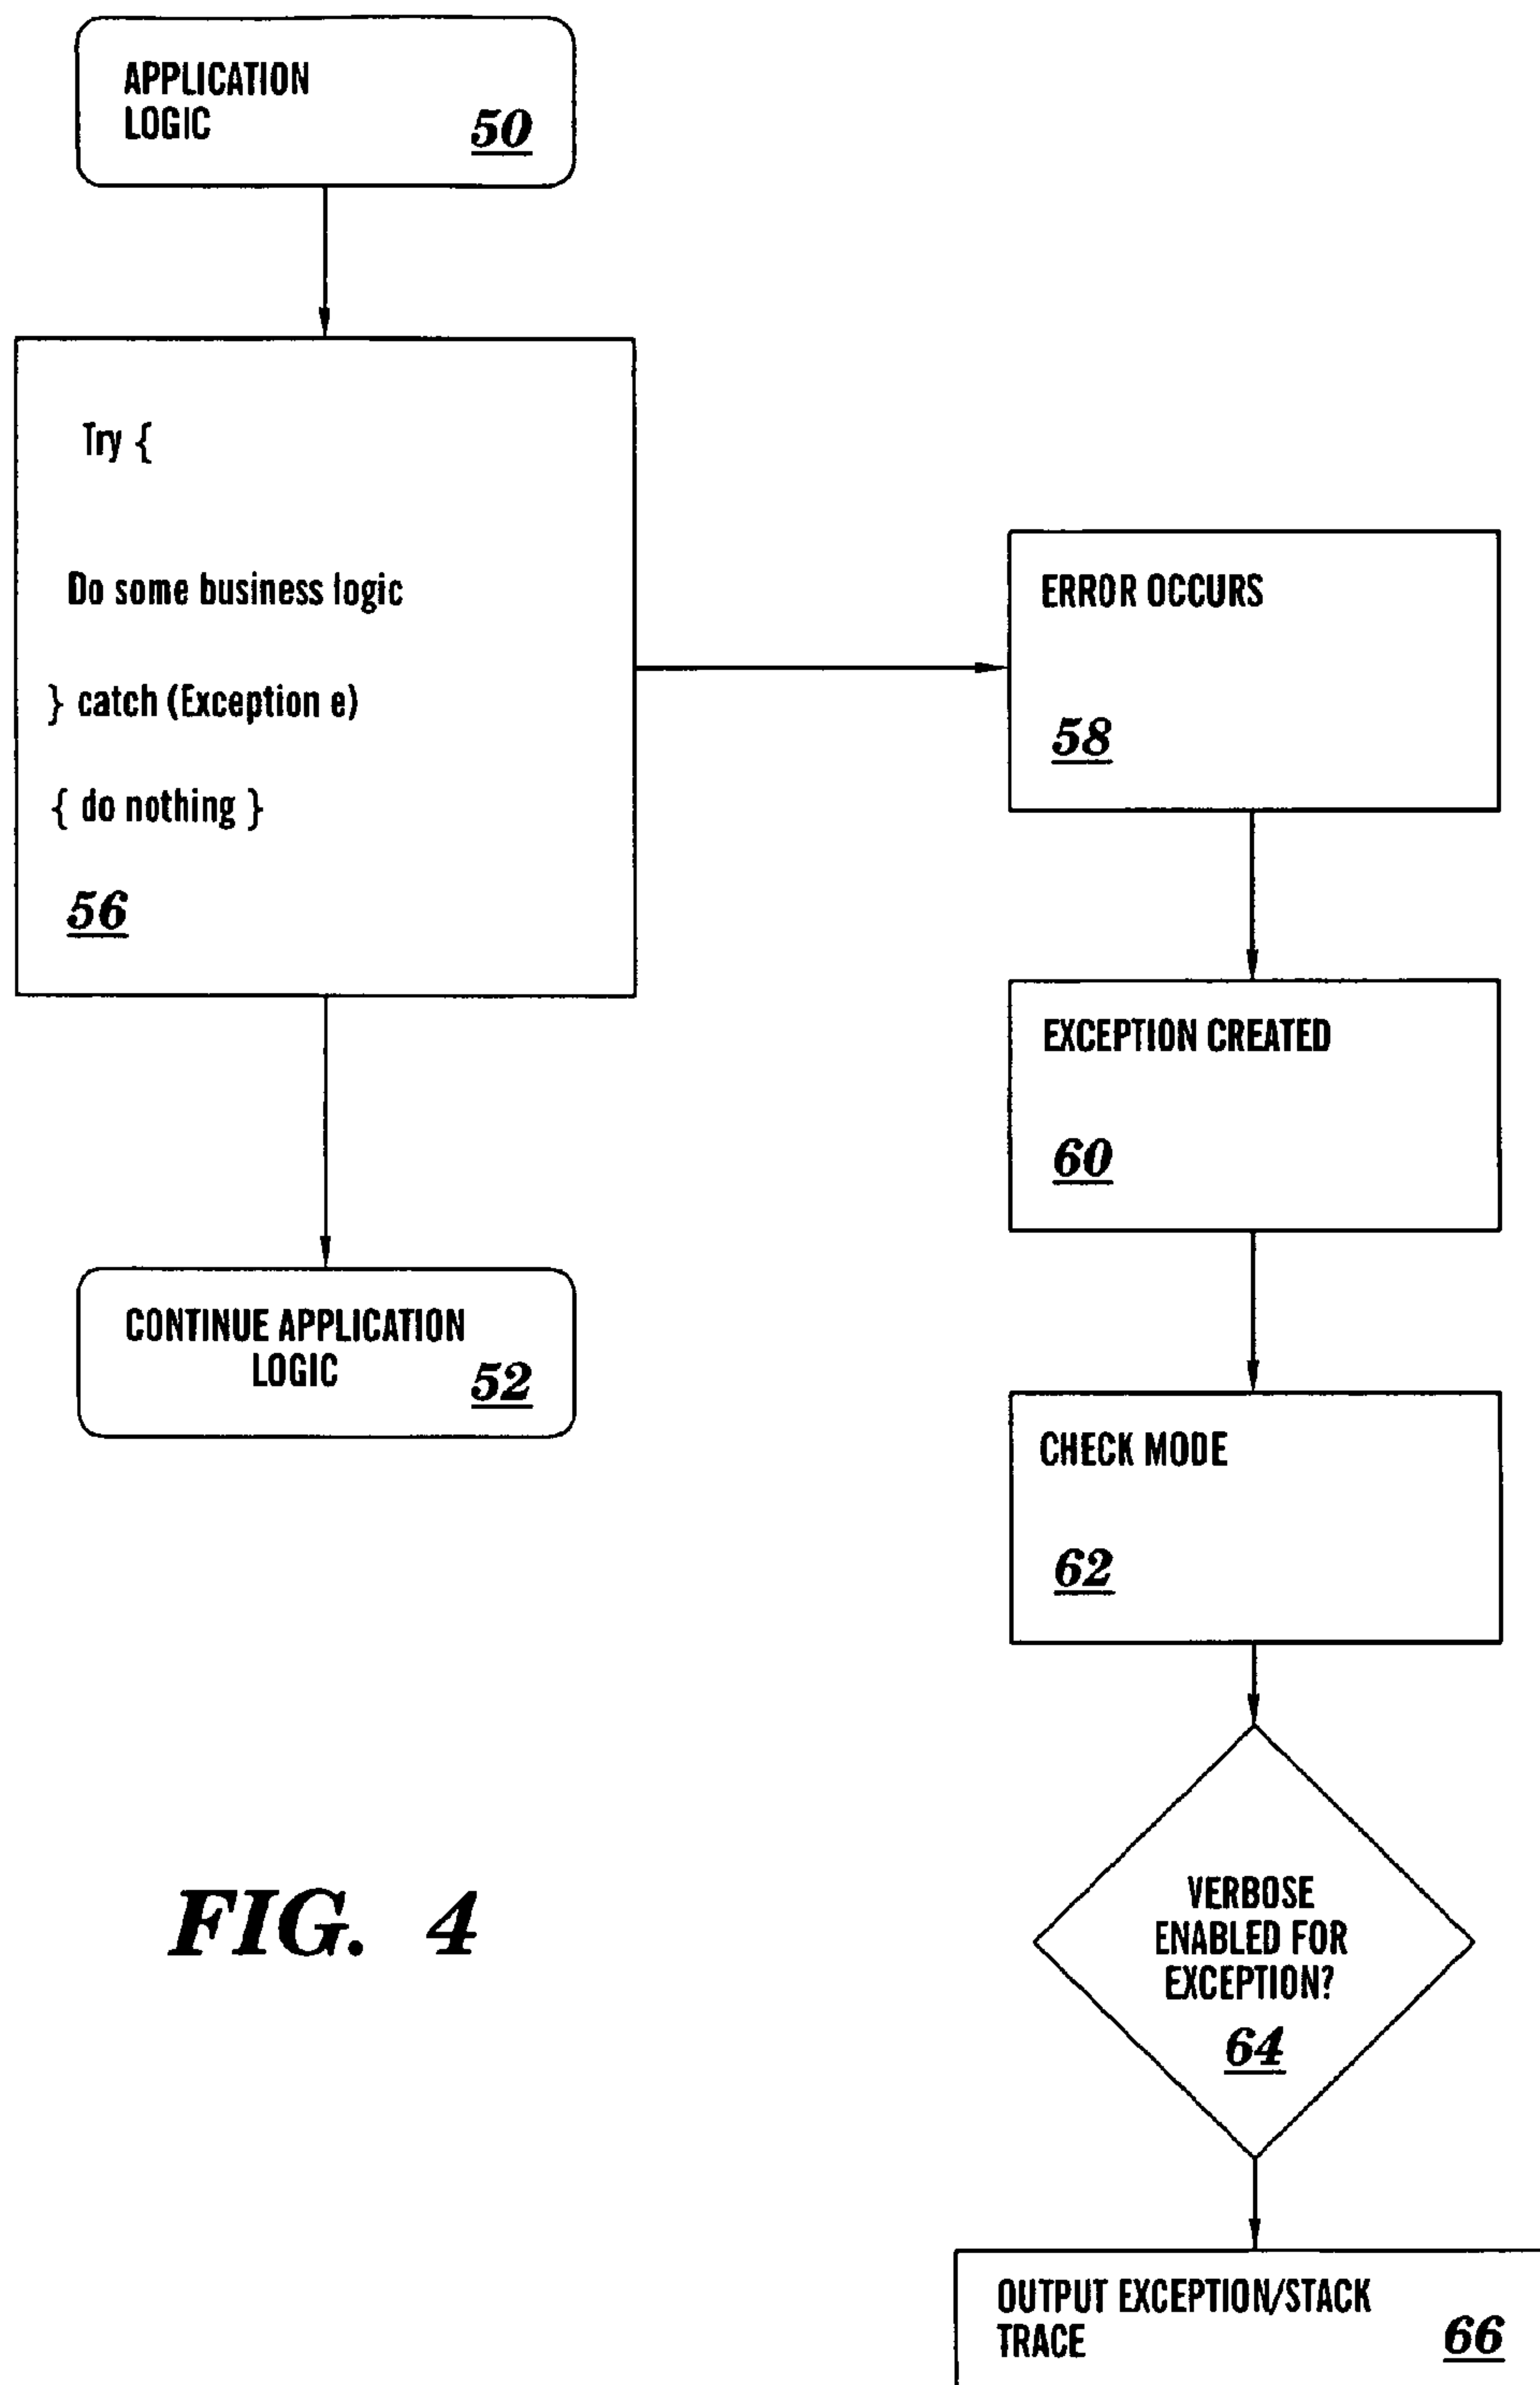 APPLICATION
LOGIC
50
Try {
Do some business logic
} catch (Exception e)
{ do nothing }
56
CONTINUE APPLICATION
LOGIC
52
ERROR OCCURS
58
EXCEPTION CREATED
60
CHECK MODE
62
VERBOSE
ENABLED FOR
EXCEPTION?
64
OUTPUT EXCEPTION/STACK
TRACE
66
FIG. 4